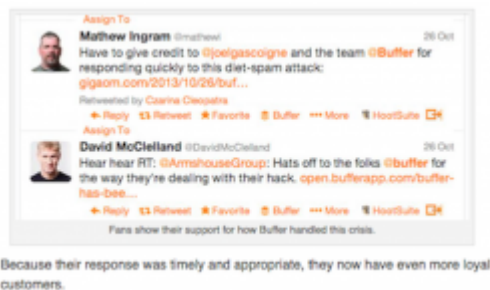 Assign To
Mathew Ingram @mathewi 26 Oct
Have to give credit to @joelgascoigne and the team @Buffer for
responding quickly to this diet-spam attack:
gigaom.com/2013/10/26/buf...
Retweeted by Czarina Cleopatra
Reply Retweet Favorite Buffer More HootSuite
Assign To
David McClelland @DavidMcClelland 26 Oct
Hear hear RT: @ArmshouseGroup: Hats off to the folks @buffer for
the way they're dealing with their hack. open.bufferapp.com/buffer-
has-bee...
Reply Retweet Favorite Buffer More HootSuite
Fans show their support for how Buffer handled this crisis.
Because their response was timely and appropriate, they now have even more loyal
customers.